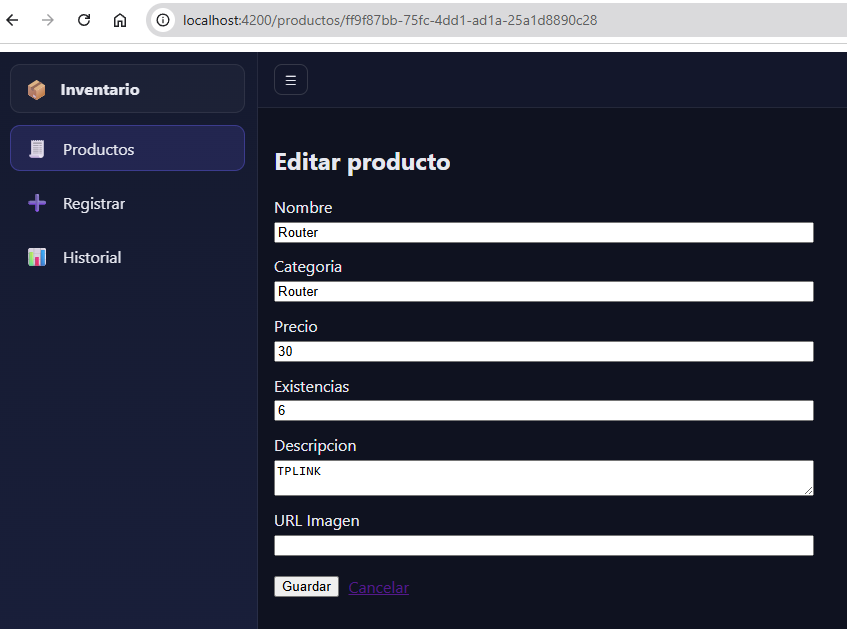 localhost:4200/productos/ff9f87bb-75fc-4dd1-ad1a-25a1d8890c28
Inventario
Productos
Registrar
Historial
Editar producto
Nombre
Router
Categoria
Router
Precio
30
Existencias
6
Descripcion
TPLINK
URL Imagen
Guardar Cancelar